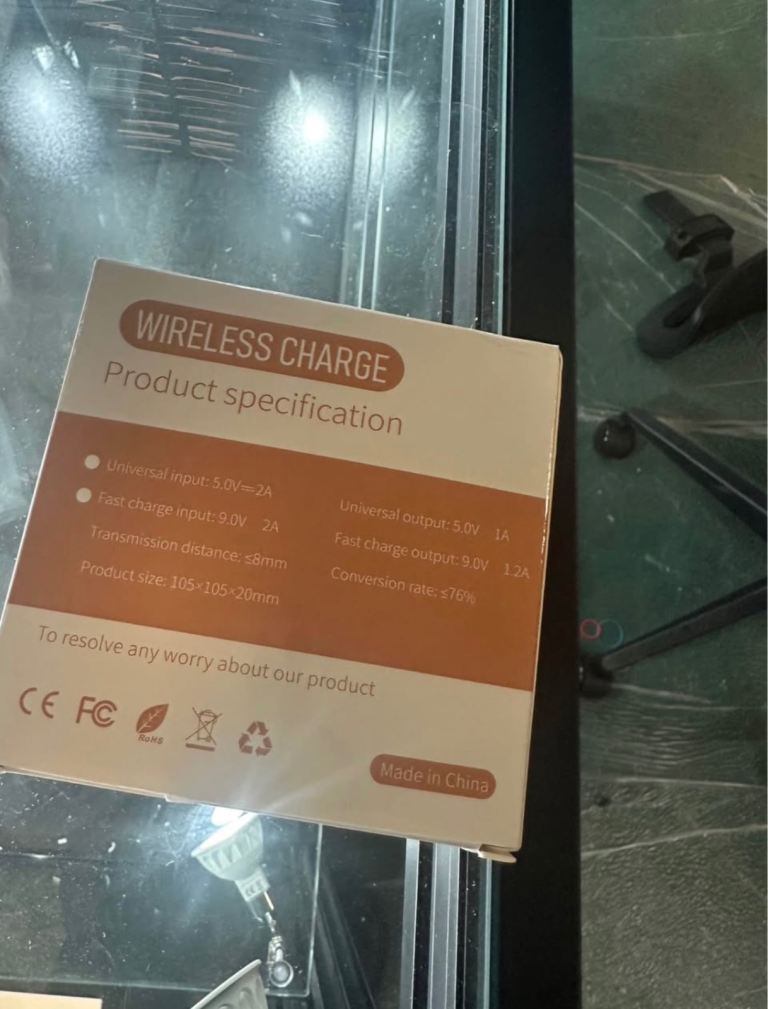 WIRELESS CHARGE
Product specification
Universal input: 5.0V⎓2A
Fast charge input: 9.0V 2A
Transmission distance: ≤8mm
Product size: 105×105×20mm
Universal output: 5.0V 1A
Fast charge output: 9.0V 1.2A
Conversion rate: ≤76%
To resolve any worry about our product
CE FC RoHS
Made in China